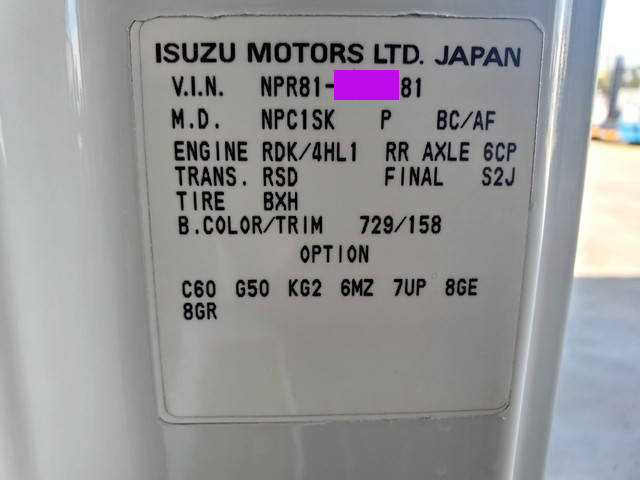 ISUZU MOTORS LTD. JAPAN
V.I.N. NPR81- 81
M.D. NPC1SK P BC/AF
ENGINE RDK/4HL1 RR AXLE 6CP
TRANS. RSD FINAL S2J
TIRE BXH
B.COLOR/TRIM 729/158
OPTION
C60 G50 KG2 6MZ 7UP 8GE
8GR